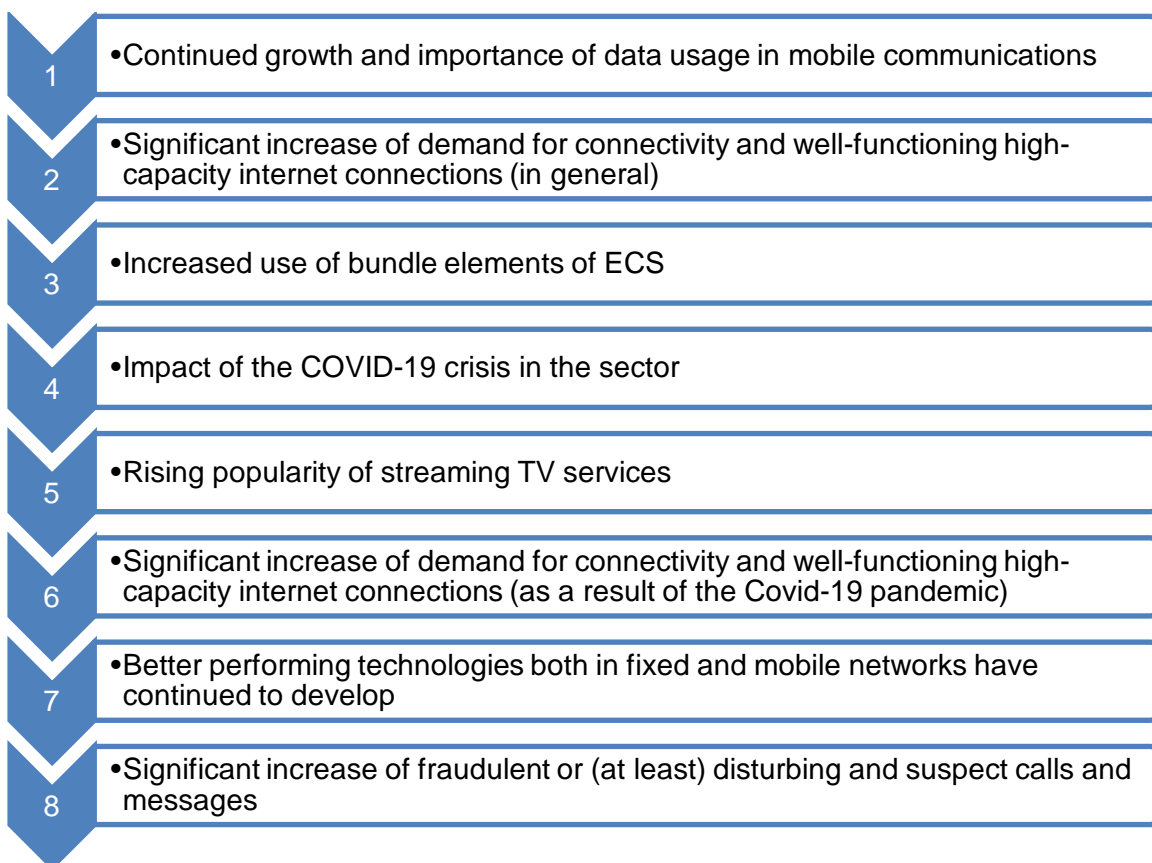 1
•Continued growth and importance of data usage in mobile communications
2
•Significant increase of demand for connectivity and well-functioning high-
capacity internet connections (in general)
3
•Increased use of bundle elements of ECS
4
•Impact of the COVID-19 crisis in the sector
5
•Rising popularity of streaming TV services
6
•Significant increase of demand for connectivity and well-functioning high-
capacity internet connections (as a result of the Covid-19 pandemic)
7
•Better performing technologies both in fixed and mobile networks have
continued to develop
8
•Significant increase of fraudulent or (at least) disturbing and suspect calls and
messages